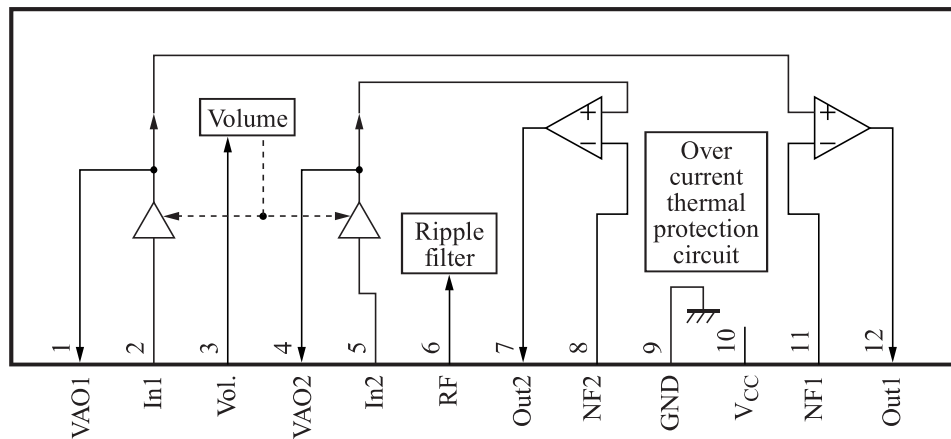 Volume
+
−
+
−
Over
current
thermal
protection
circuit
Ripple
filter
1
2
3
4
5
6
7
8
9
10
11
12
VAO1
In1
Vol.
VAO2
In2
RF
Out2
NF2
GND
VCC
NF1
Out1